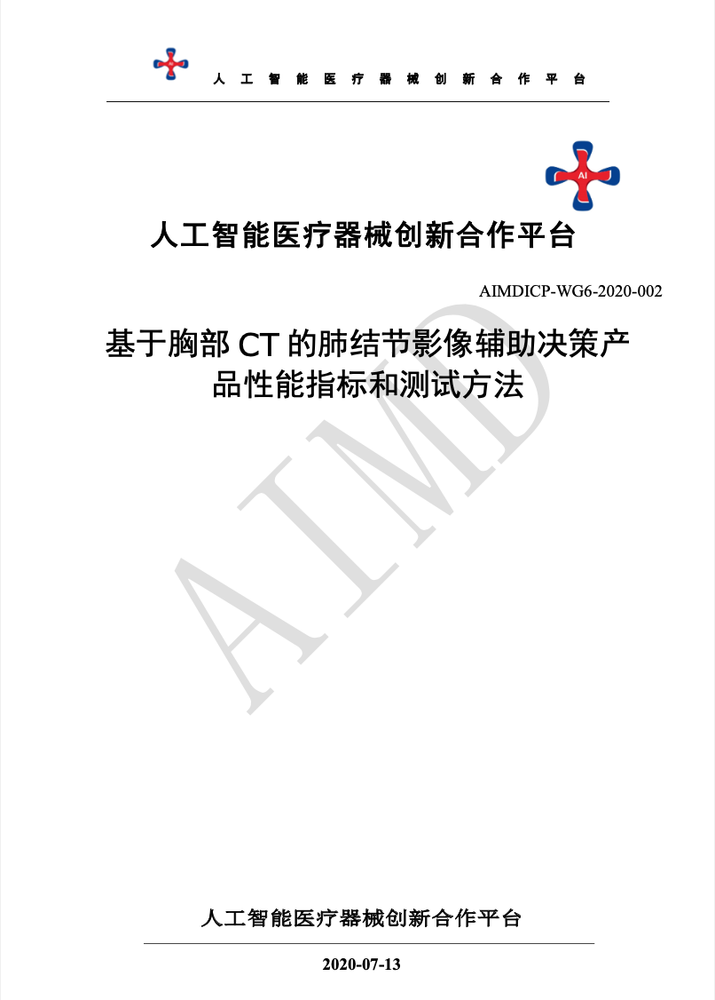 人工智能医疗器械创新合作平台
AI
人工智能医疗器械创新合作平台
AIMDICP-WG6-2020-002
基于胸部 CT 的肺结节影像辅助决策产
品性能指标和测试方法
AIMD
人工智能医疗器械创新合作平台
2020-07-13